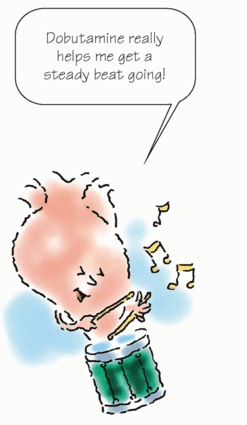 Dobutamine really
helps me get a
steady beat going!